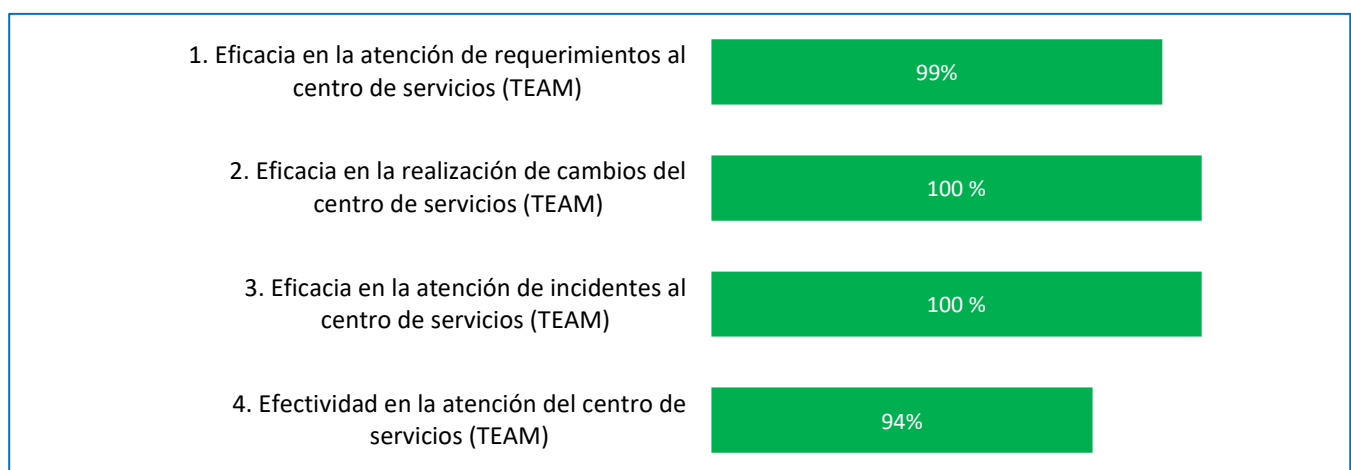 1. Eficacia en la atención de requerimientos al
centro de servicios (TEAM)
99%
2. Eficacia en la realización de cambios del
centro de servicios (TEAM)
100 %
3. Eficacia en la atención de incidentes al
centro de servicios (TEAM)
100 %
4. Efectividad en la atención del centro de
servicios (TEAM)
94%